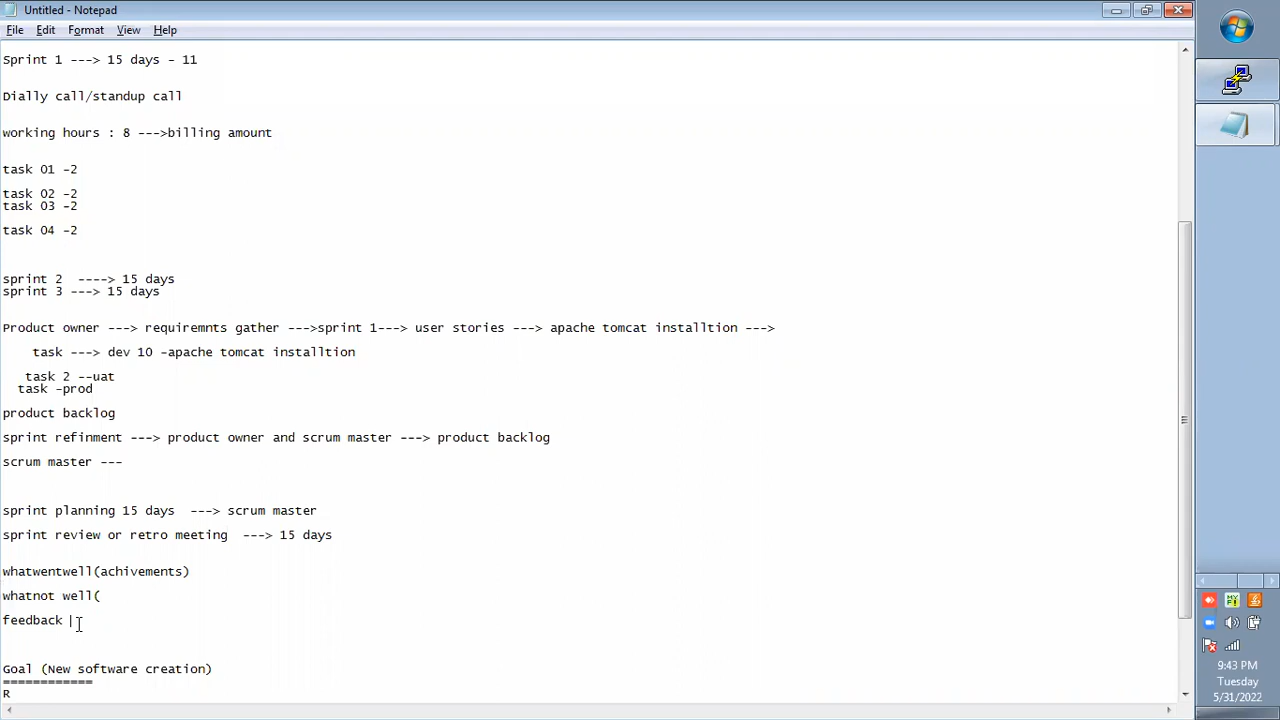 Untitled - Notepad
File Edit Format View Help
Sprint 1 ---> 15 days - 11
Dially call/standup call
working hours : 8 --->billing amount
task 01 -2
task 02 -2
task 03 -2
task 04 -2
sprint 2  ----> 15 days
sprint 3 ---> 15 days
Product owner ---> requiremnts gather --->sprint 1---> user stories ---> apache tomcat installtion --->
task ---> dev 10 -apache tomcat installtion
task 2 --uat
task -prod
product backlog
sprint refinment ---> product owner and scrum master ---> product backlog
scrum master ---
sprint planning 15 days  ---> scrum master
sprint review or retro meeting  ---> 15 days
whatwentwell(achivements)
whatnot well(
feedback
Goal (New software creation)
============
R
MY FI
9:43 PM
Tuesday
5/31/2022